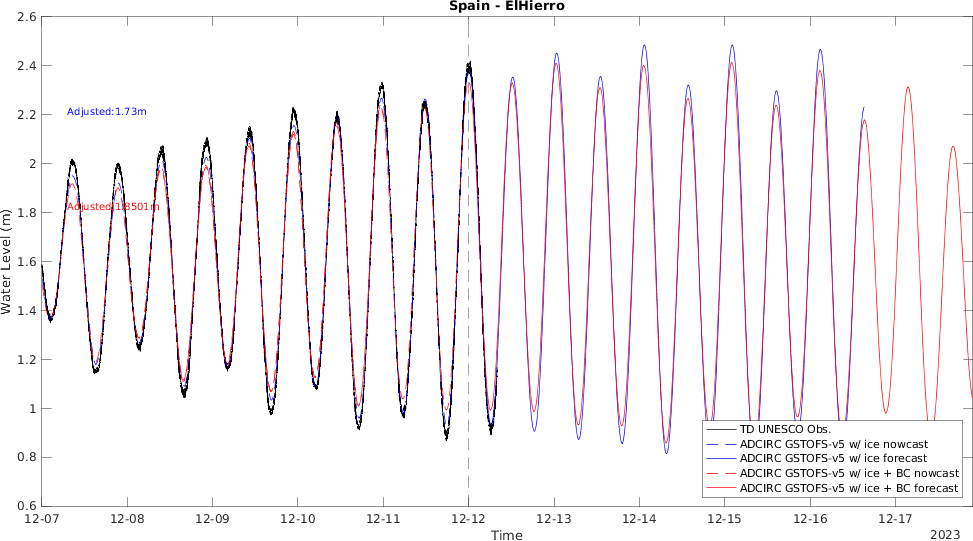 Spain - ElHierro
2.6
2.4
2.2
2
1.8
1.6
1.4
1.2
1
0.8
0.6
Water Level (m)
Adjusted:1.73m
Adjusted:1.8501m
TD UNESCO Obs.
ADCIRC GSTOFS-v5 w/ ice nowcast
ADCIRC GSTOFS-v5 w/ ice forecast
ADCIRC GSTOFS-v5 w/ ice + BC nowcast
ADCIRC GSTOFS-v5 w/ ice + BC forecast
12-07 12-08 12-09 12-10 12-11 12-12 12-13 12-14 12-15 12-16 12-17
Time
2023